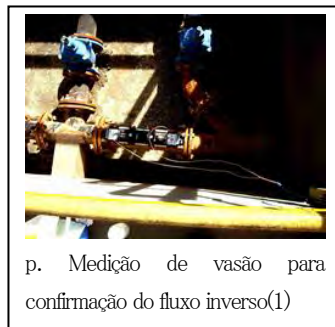 p. Medição de vasão para
confirmação do fluxo inverso(1)